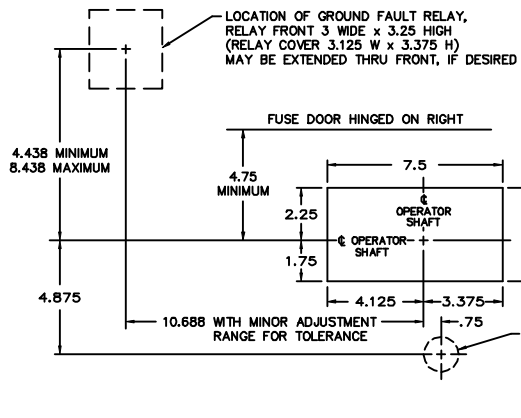 LOCATION OF GROUND FAULT RELAY,
RELAY FRONT 3 WIDE x 3.25 HIGH
(RELAY COVER 3.125 W x 3.375 H)
MAY BE EXTENDED THRU FRONT, IF DESIRED
FUSE DOOR HINGED ON RIGHT
4.438 MINIMUM
8.438 MAXIMUM
4.75
MINIMUM
7.5
2.25
℄
OPERATOR
SHAFT
℄ OPERATOR
SHAFT
1.75
4.875
4.125
3.375
10.688 WITH MINOR ADJUSTMENT
RANGE FOR TOLERANCE
.75